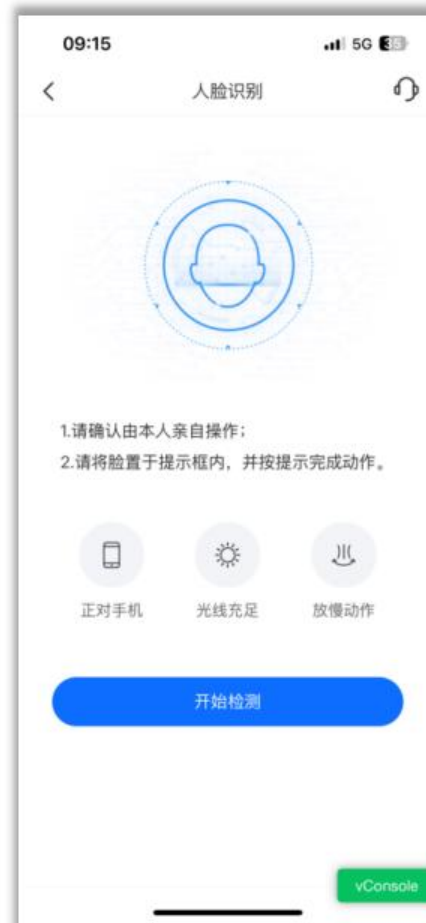 09:15
5G 35
人脸识别
1.请确认由本人亲自操作；
2.请将脸置于提示框内，并按提示完成动作。
正对手机 光线充足 放慢动作
开始检测
vConsole